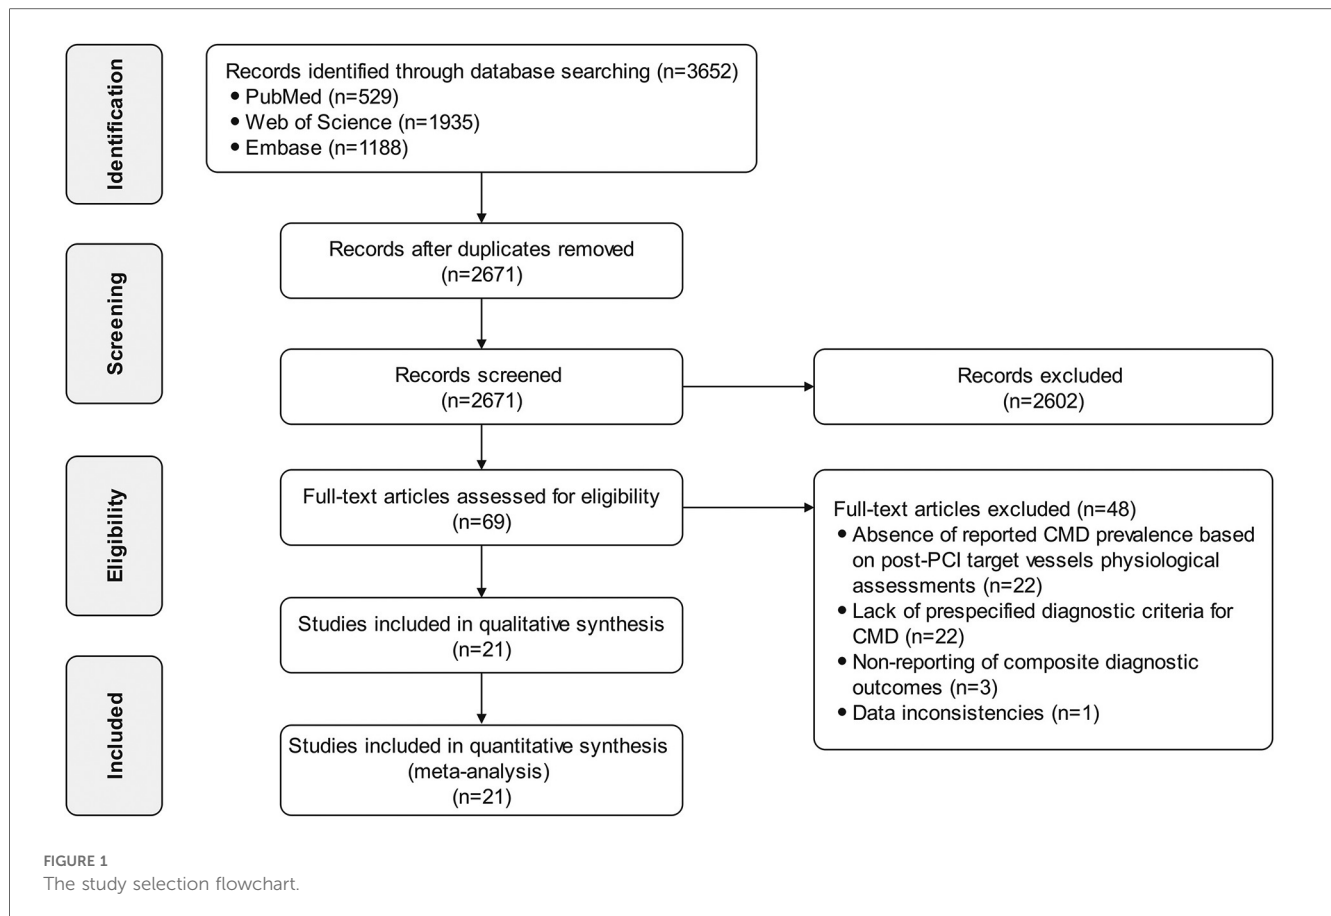 Identification
Records identified through database searching (n=3652)
• PubMed (n=529)
• Web of Science (n=1935)
• Embase (n=1188)
Screening
Records after duplicates removed
(n=2671)
Records screened
(n=2671)
Records excluded
(n=2602)
Eligibility
Full-text articles assessed for eligibility
(n=69)
Full-text articles excluded (n=48)
• Absence of reported CMD prevalence based
on post-PCI target vessels physiological
assessments (n=22)
• Lack of prespecified diagnostic criteria for
CMD (n=22)
• Non-reporting of composite diagnostic
outcomes (n=3)
• Data inconsistencies (n=1)
Studies included in qualitative synthesis
(n=21)
Included
Studies included in quantitative synthesis
(meta-analysis)
(n=21)
FIGURE 1
The study selection flowchart.